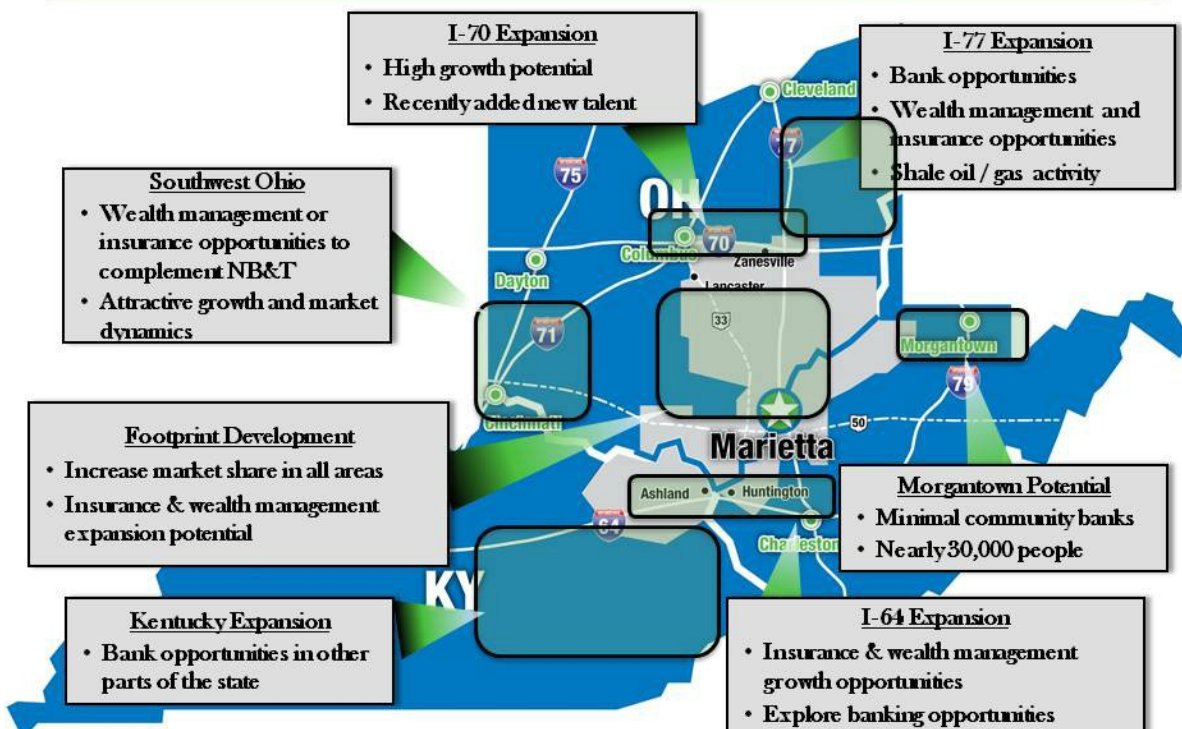 I-70 Expansion
• High growth potential
• Recently added new talent
I-77 Expansion
• Bank opportunities
• Wealth management and
insurance opportunities
• Shale oil / gas activity
Southwest Ohio
• Wealth management or
insurance opportunities to
complement NB&T
• Attractive growth and market
dynamics
Footprint Development
• Increase market share in all areas
• Insurance & wealth management
expansion potential
Kentucky Expansion
• Bank opportunities in other
parts of the state
Morgantown Potential
• Minimal community banks
• Nearly 30,000 people
I-64 Expansion
• Insurance & wealth management
growth opportunities
• Explore banking opportunities
Cleveland
77
75
OH
Columbus
70
Zanesville
Dayton
Lancaster
33
71
Morgantown
79
Cincinnati
50
Marietta
Ashland
Huntington
64
Charleston
KY